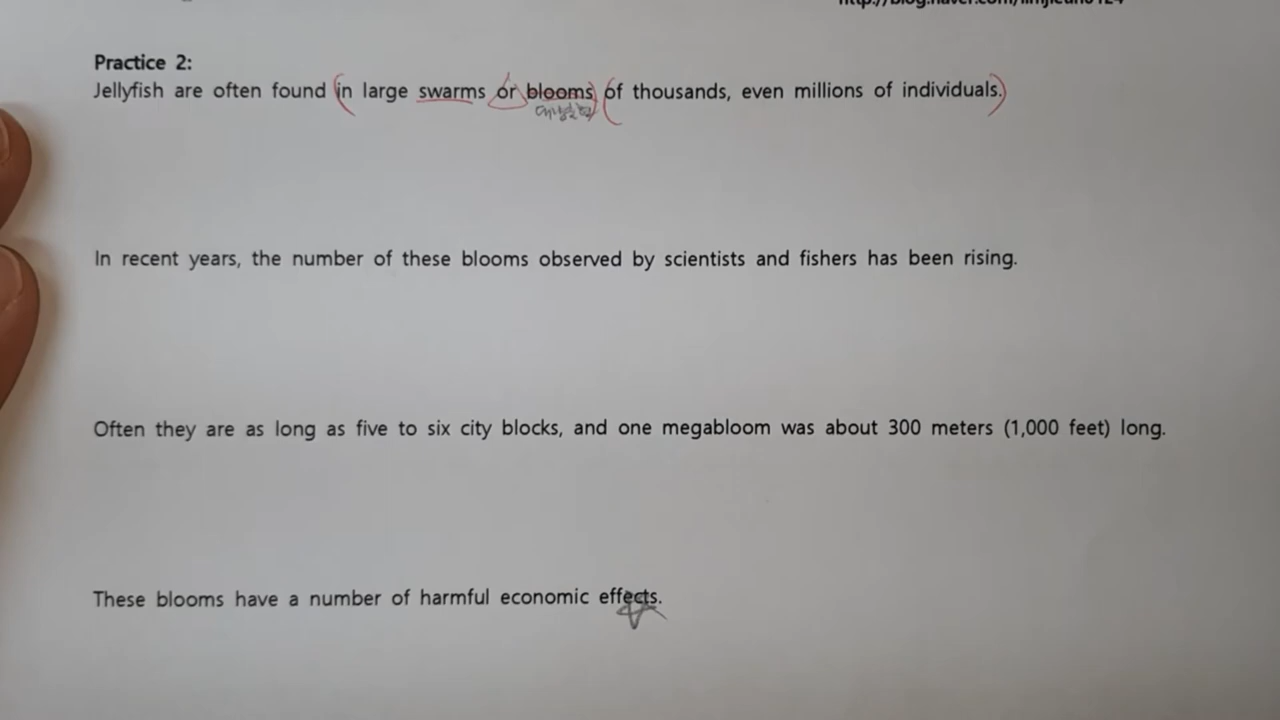 Practice 2:
Jellyfish are often found in large swarms or blooms of thousands, even millions of individuals.
In recent years, the number of these blooms observed by scientists and fishers has been rising.
Often they are as long as five to six city blocks, and one megabloom was about 300 meters (1,000 feet) long.
These blooms have a number of harmful economic effects.